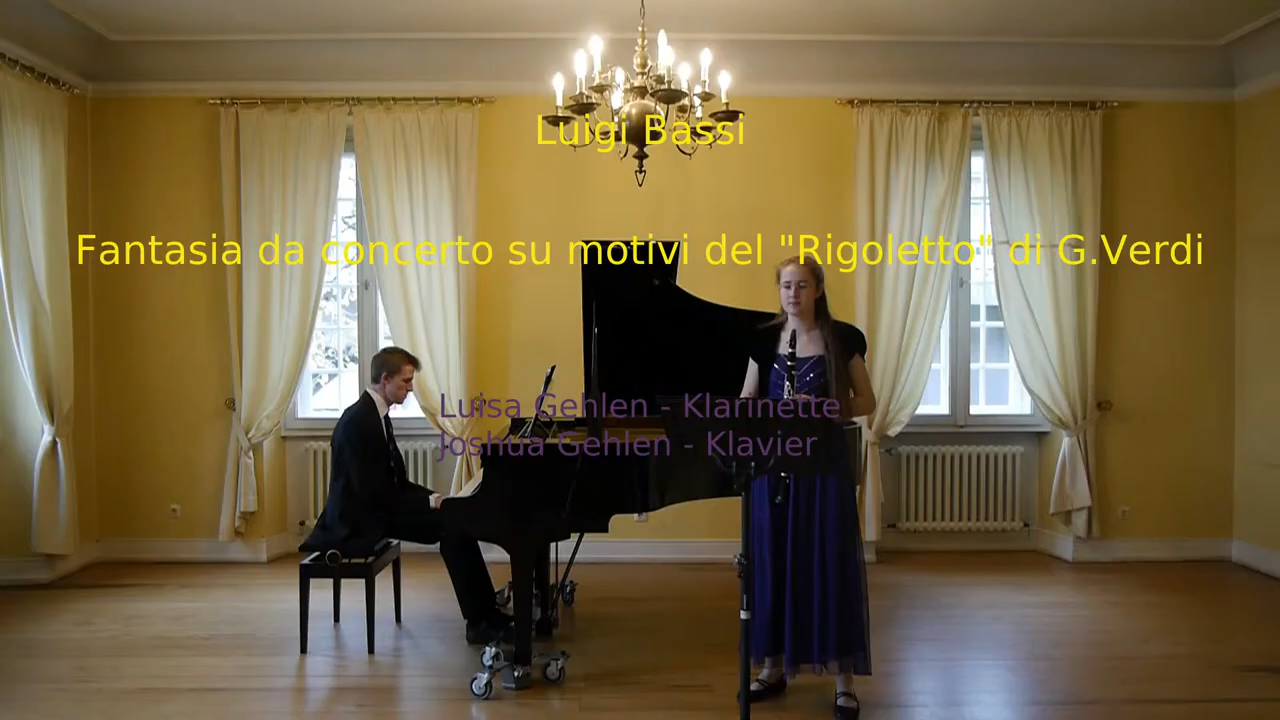 Luigi Bassi
Fantasia da concerto su motivi del "Rigoletto" di G.Verdi
Luisa Gehlen - Klarinette
Joshua Gehlen - Klavier